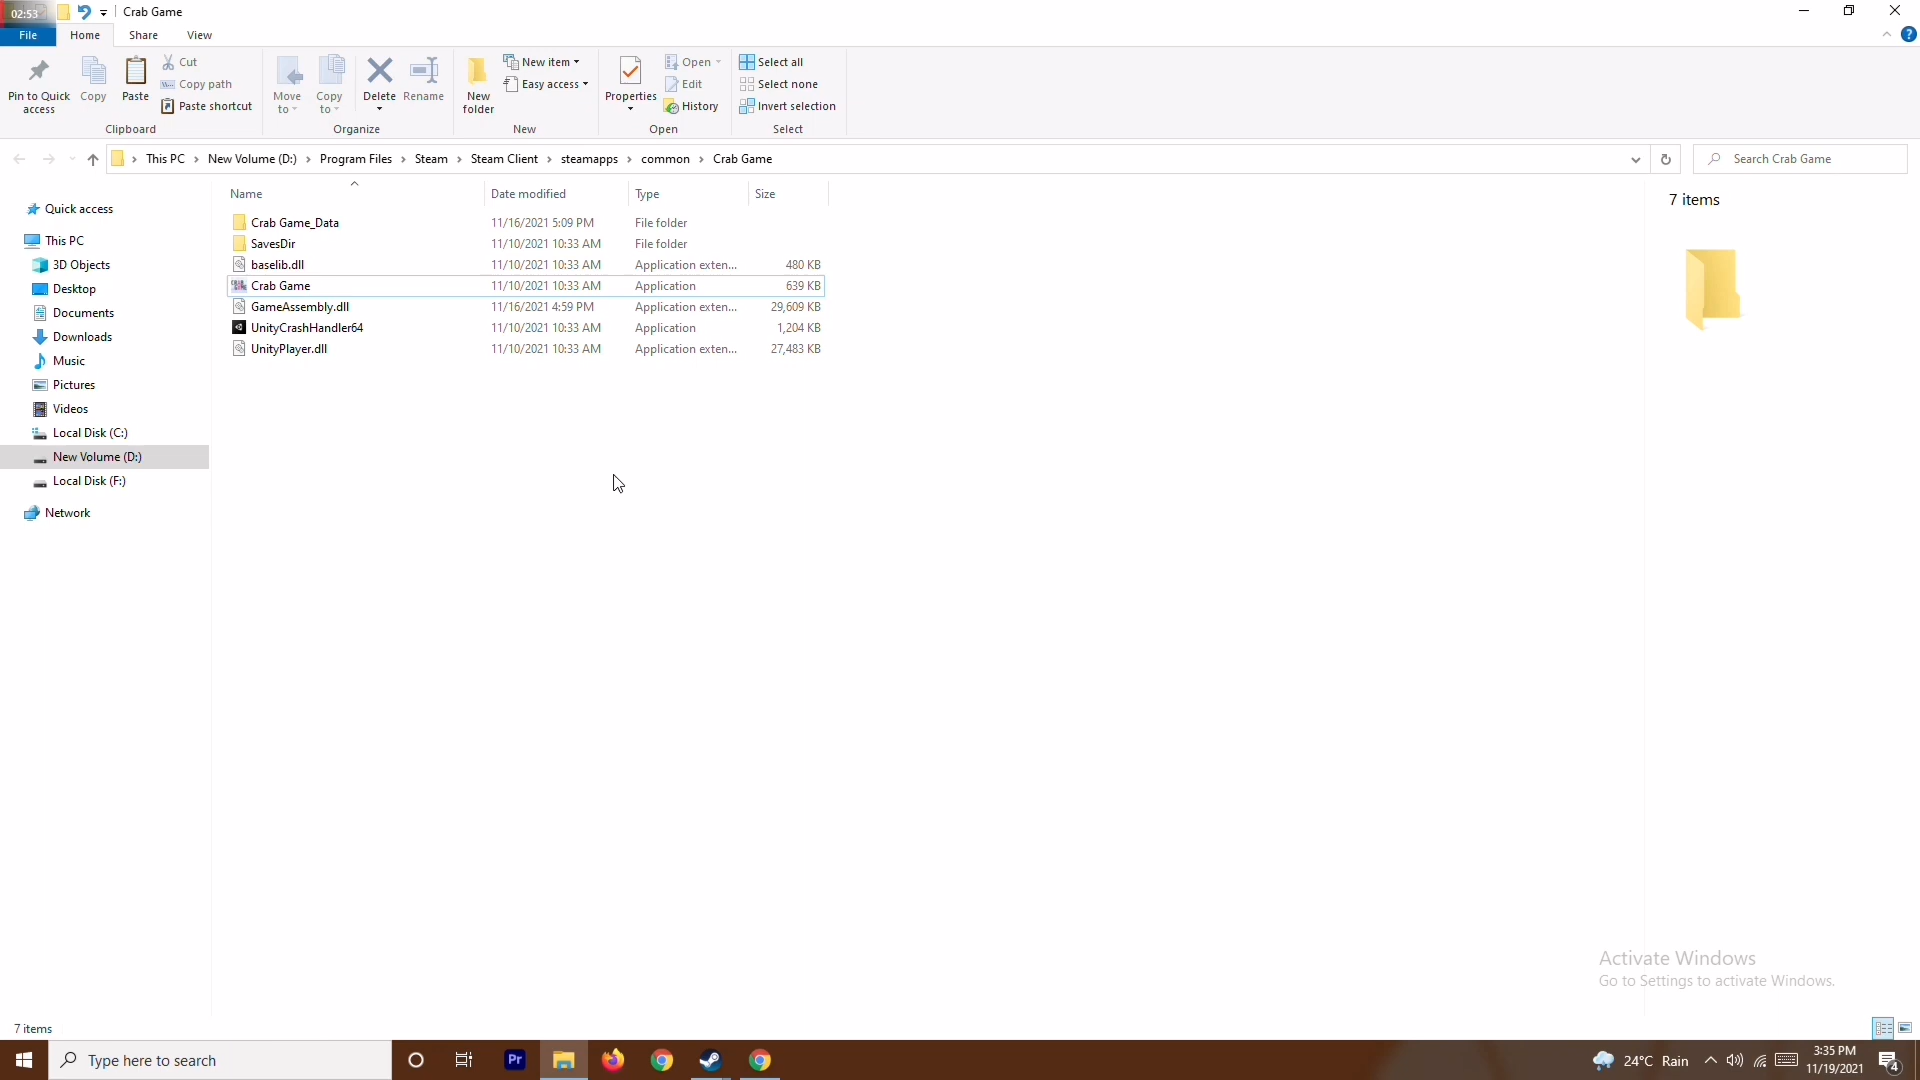 02:53 Crab Game
File Home Share View
Pin to Quick access
Copy
Paste
Cut
Copy path
Paste shortcut
Clipboard
Move to
Copy to
Delete
Rename
Organize
New folder
New item
Easy access
New
Properties
Open
Edit
History
Open
Select all
Select none
Invert selection
Select
This PC › New Volume (D:) › Program Files › Steam › Steam Client › steamapps › common › Crab Game
Search Crab Game
Quick access
This PC
3D Objects
Desktop
Documents
Downloads
Music
Pictures
Videos
Local Disk (C:)
New Volume (D:)
Local Disk (F:)
Network
Name Date modified Type Size
Crab Game_Data 11/16/2021 5:09 PM File folder
SavesDir 11/10/2021 10:33 AM File folder
baselib.dll 11/10/2021 10:33 AM Application exten... 480 KB
Crab Game 11/10/2021 10:33 AM Application 639 KB
GameAssembly.dll 11/16/2021 4:59 PM Application exten... 29,609 KB
UnityCrashHandler64 11/10/2021 10:33 AM Application 1,204 KB
UnityPlayer.dll 11/10/2021 10:33 AM Application exten... 27,483 KB
7 items
Activate Windows
Go to Settings to activate Windows.
7 items
Type here to search
Pr
24°C Rain
3:35 PM
11/19/2021
4